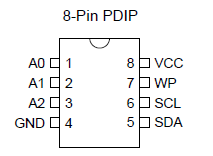 8-Pin PDIP
A0 1 8 VCC
A1 2 7 WP
A2 3 6 SCL
GND 4 5 SDA